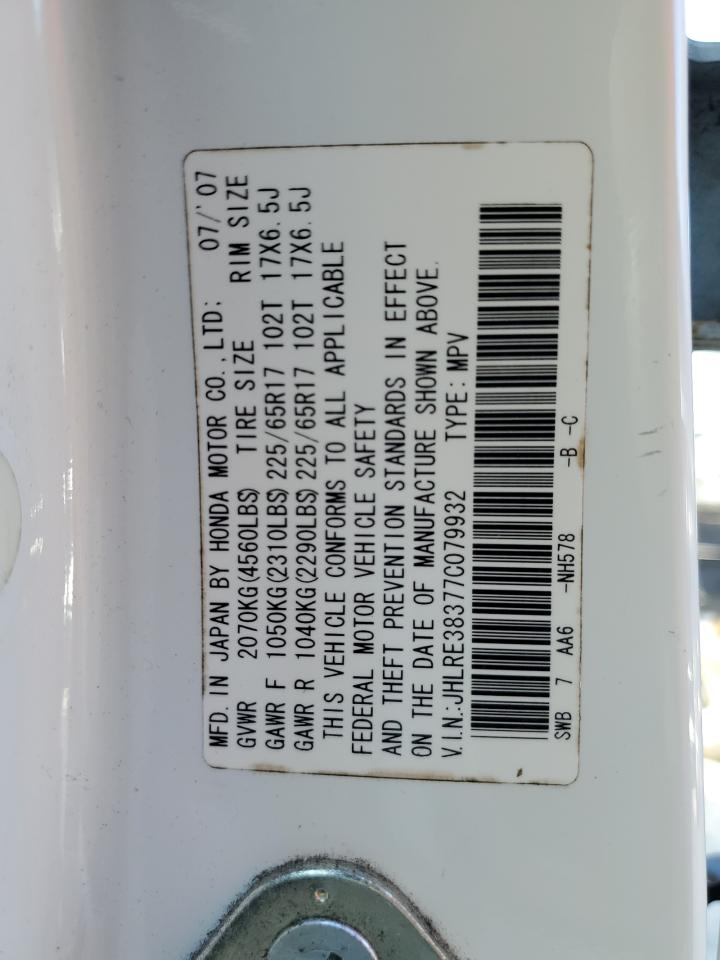 MFD. IN JAPAN BY HONDA MOTOR CO., LTD: 07/'07
GVWR 2070KG(4560LBS) TIRE SIZE RIM SIZE
GAWR F 1050KG(2310LBS) 225/65R17 102T 17X6.5J
GAWR R 1040KG(2290LBS) 225/65R17 102T 17X6.5J
THIS VEHICLE CONFORMS TO ALL APPLICABLE
FEDERAL MOTOR VEHICLE SAFETY
AND THEFT PREVENTION STANDARDS IN EFFECT
ON THE DATE OF MANUFACTURE SHOWN ABOVE.
V.I.N.:JHLRE38377C079932 TYPE:MPV
SWB 7 AA6 -NH578 -B -C